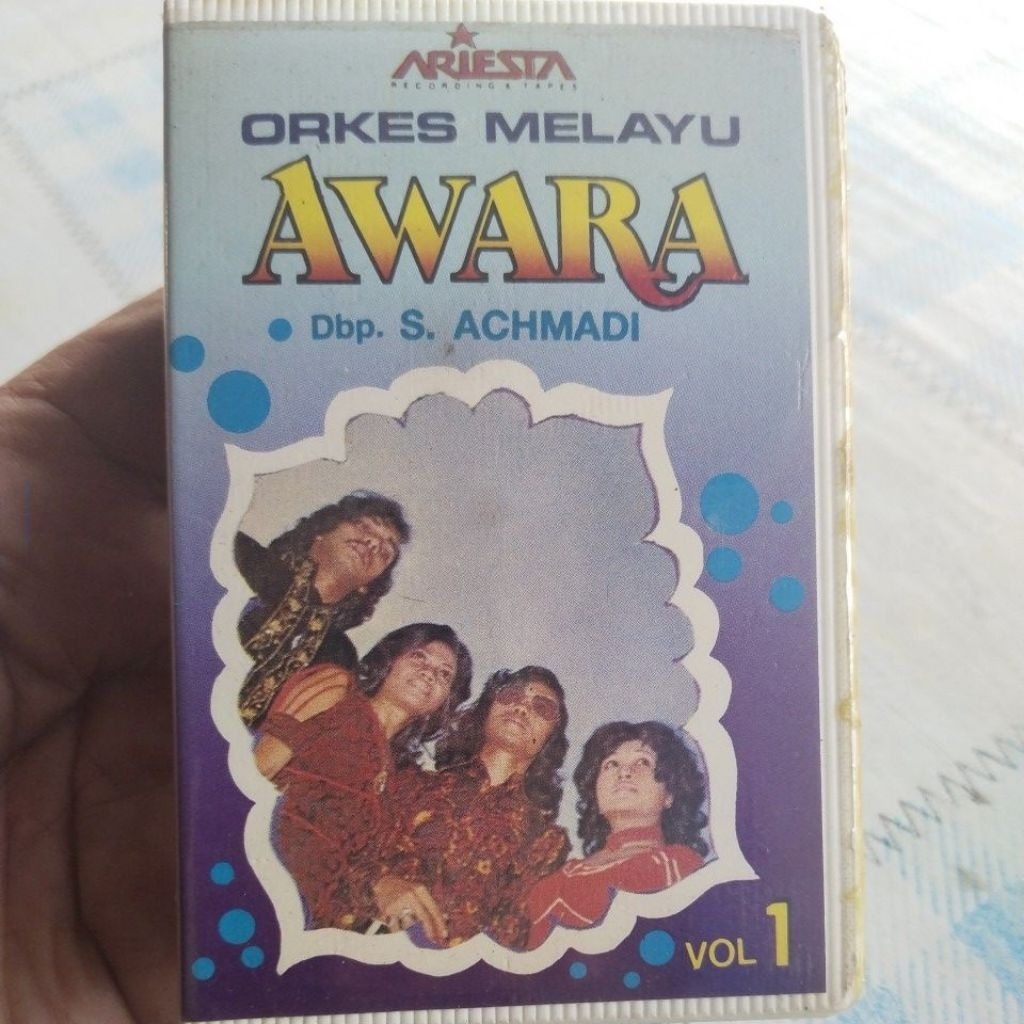 ARIESTA
RECORDING & TAPES
ORKES MELAYU
AWARA
Dbp. S. ACHMADI
VOL 1